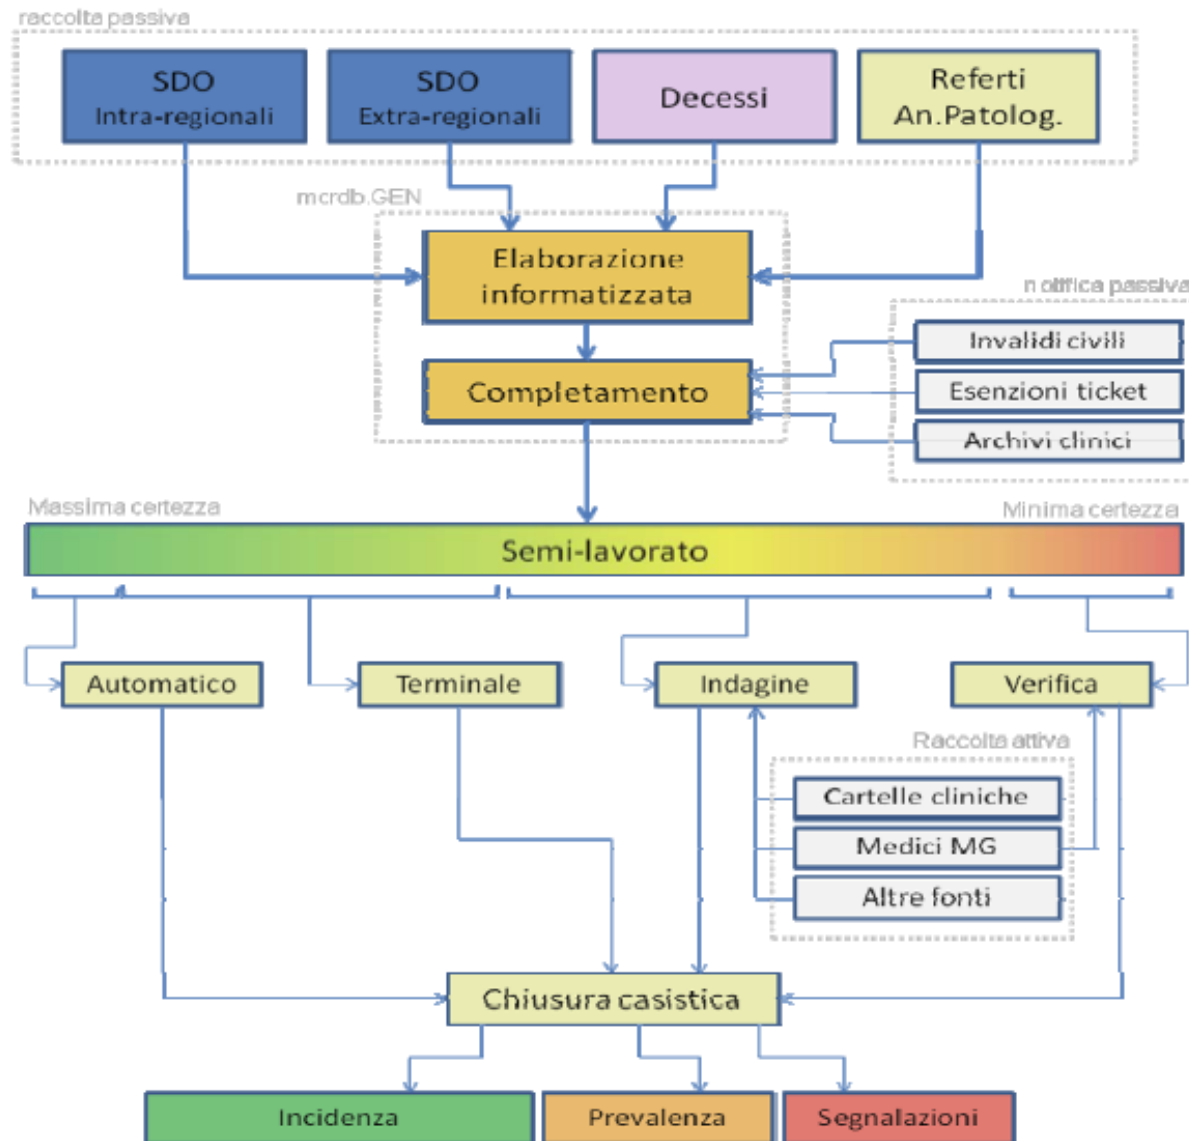 raccolta passiva
SDO
Intra-regionali
SDO
Extra-regionali
Decessi
Referti
An.Patolog.
mcrdb.GEN
Elaborazione
informatizzata
notifica passiva
Invalidi civili
Completamento
Esenzioni ticket
Archivi clinici
Massima certezza
Minima certezza
Semi-lavorato
Automatico
Terminale
Indagine
Verifica
Raccolta attiva
Cartelle cliniche
Medici MG
Altre fonti
Chiusura casistica
Incidenza
Prevalenza
Segnalazioni